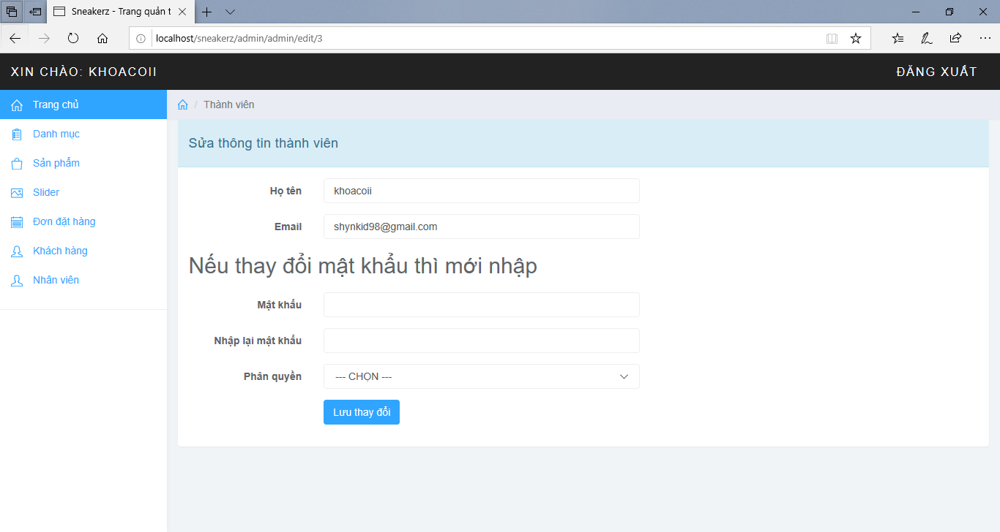 Sneakerz - Trang quản t
localhost/sneakerz/admin/admin/edit/3
XIN CHÀO: KHOACOII
ĐĂNG XUẤT
Trang chủ
Danh mục
Sản phẩm
Slider
Đơn đặt hàng
Khách hàng
Nhân viên
/ Thành viên
Sửa thông tin thành viên
Họ tên khoacoii
Email shynkid98@gmail.com
Nếu thay đổi mật khẩu thì mới nhập
Mật khẩu
Nhập lại mật khẩu
Phân quyền --- CHỌN ---
Lưu thay đổi